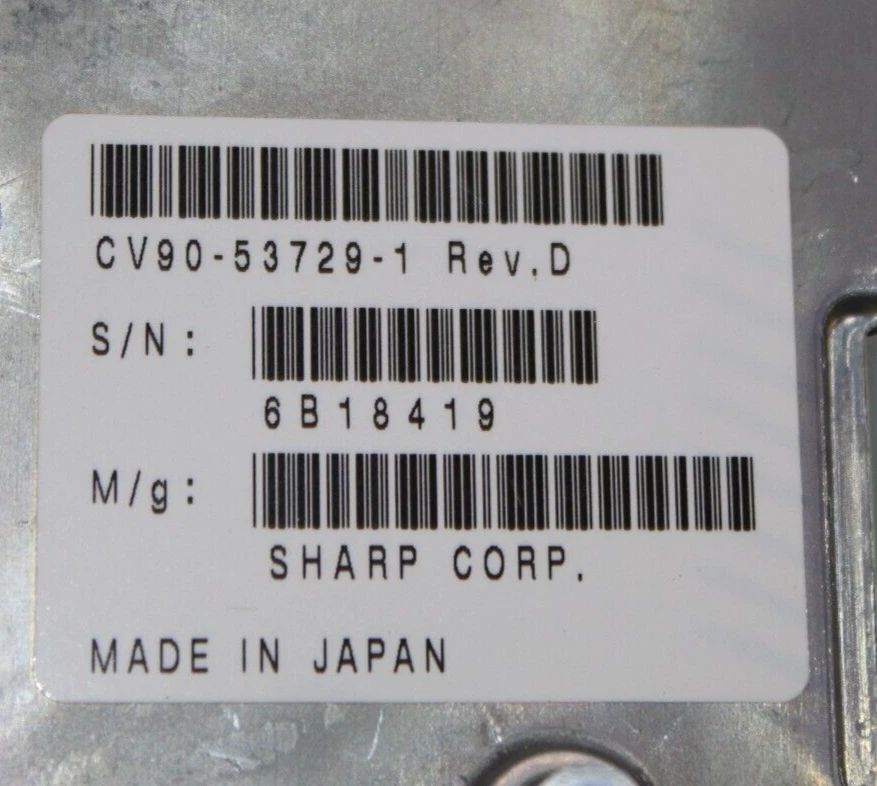 CV90-53729-1 Rev.D
S/N:
6B18419
M/g:
SHARP CORP.
MADE IN JAPAN